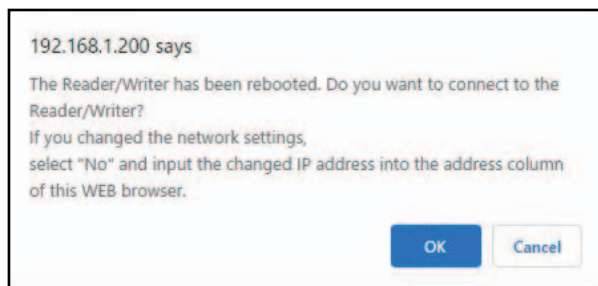 192.168.1.200 says
The Reader/Writer has been rebooted. Do you want to connect to the
Reader/Writer?
If you changed the network settings,
select "No" and input the changed IP address into the address column
of this WEB browser.
OK Cancel